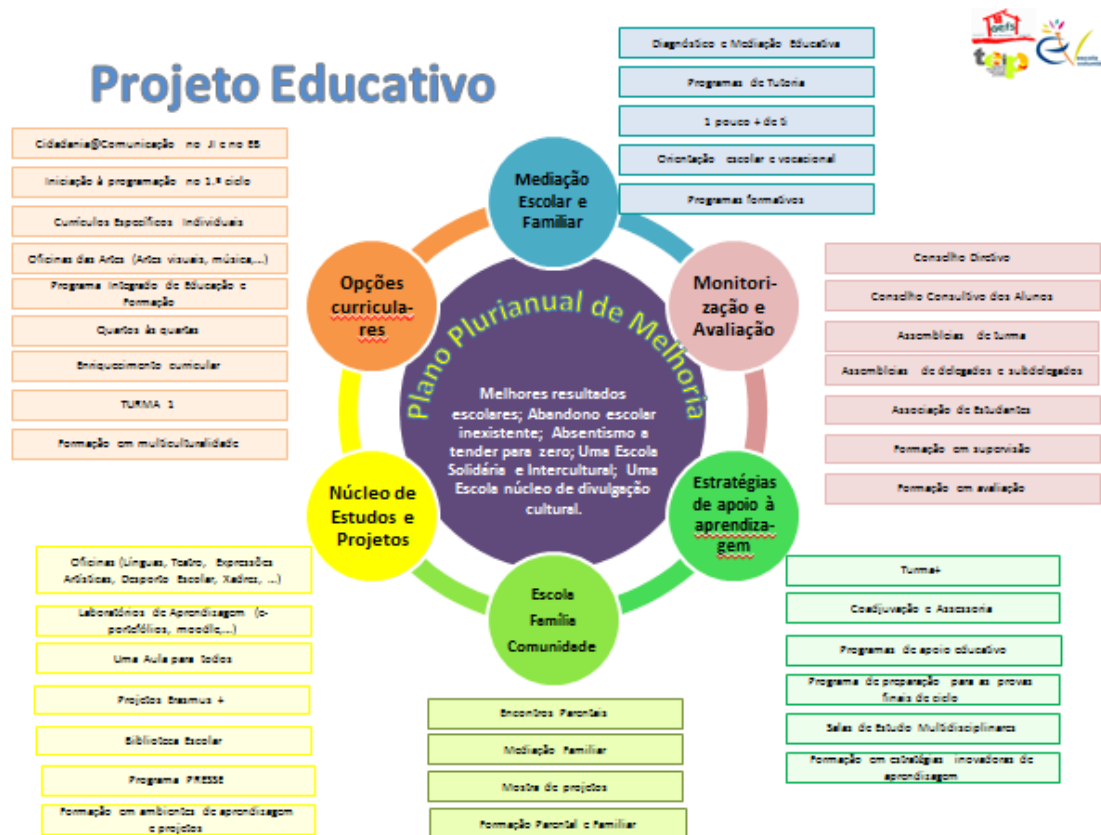 Projeto Educativo
aefs
teip
escola
Diagnóstico e Mediação Educativa
Programas de Tutoria
1 pouco + de ti
Orientação escolar e vocacional
Programas formativos
Mediação
Escolar e
Familiar
Cidadania@Comunicação no JI e no EB
Iniciação à programação no 1.º ciclo
Currículos Específicos Individuais
Oficinas das Artes (Artes visuais, música,...)
Programa Integrado de Educação e
Formação
Quartos às quartas
Enriquecimento curricular
TURMA 1
Formação em multiculturalidade
Opções
curricula-
res
Monitori-
zação e
Avaliação
Conselho Diretivo
Conselho Consultivo dos Alunos
Assembleias de turma
Assembleias de delegados e subdelegados
Associação de Estudantes
Formação em supervisão
Formação em avaliação
Plano Plurianual de Melhoria
Melhores resultados
escolares; Abandono escolar
inexistente; Absentismo a
tender para zero; Uma Escola
Solidária e Intercultural; Uma
Escola núcleo de divulgação
cultural.
Núcleo de
Estudos e
Projetos
Estratégias
de apoio à
aprendiza-
gem
Escola
Família
Comunidade
Oficinas (Línguas, Teatro, Expressões
Artísticas, Desporto Escolar, Xadrez, ...)
Laboratórios de Aprendizagem (e-
portefólios, moodle,...)
Uma Aula para todos
Projetos Erasmus +
Biblioteca Escolar
Programa PRESSE
Formação em ambientes de aprendizagem
e projetos
Encontros Parentais
Mediação Familiar
Mostra de projetos
Formação Parental e Familiar
Turma+
Coadjuvação e Assessoria
Programas de apoio educativo
Programa de preparação para as provas
finais de ciclo
Salas de Estudo Multidisciplinares
Formação em estratégias inovadoras de
aprendizagem